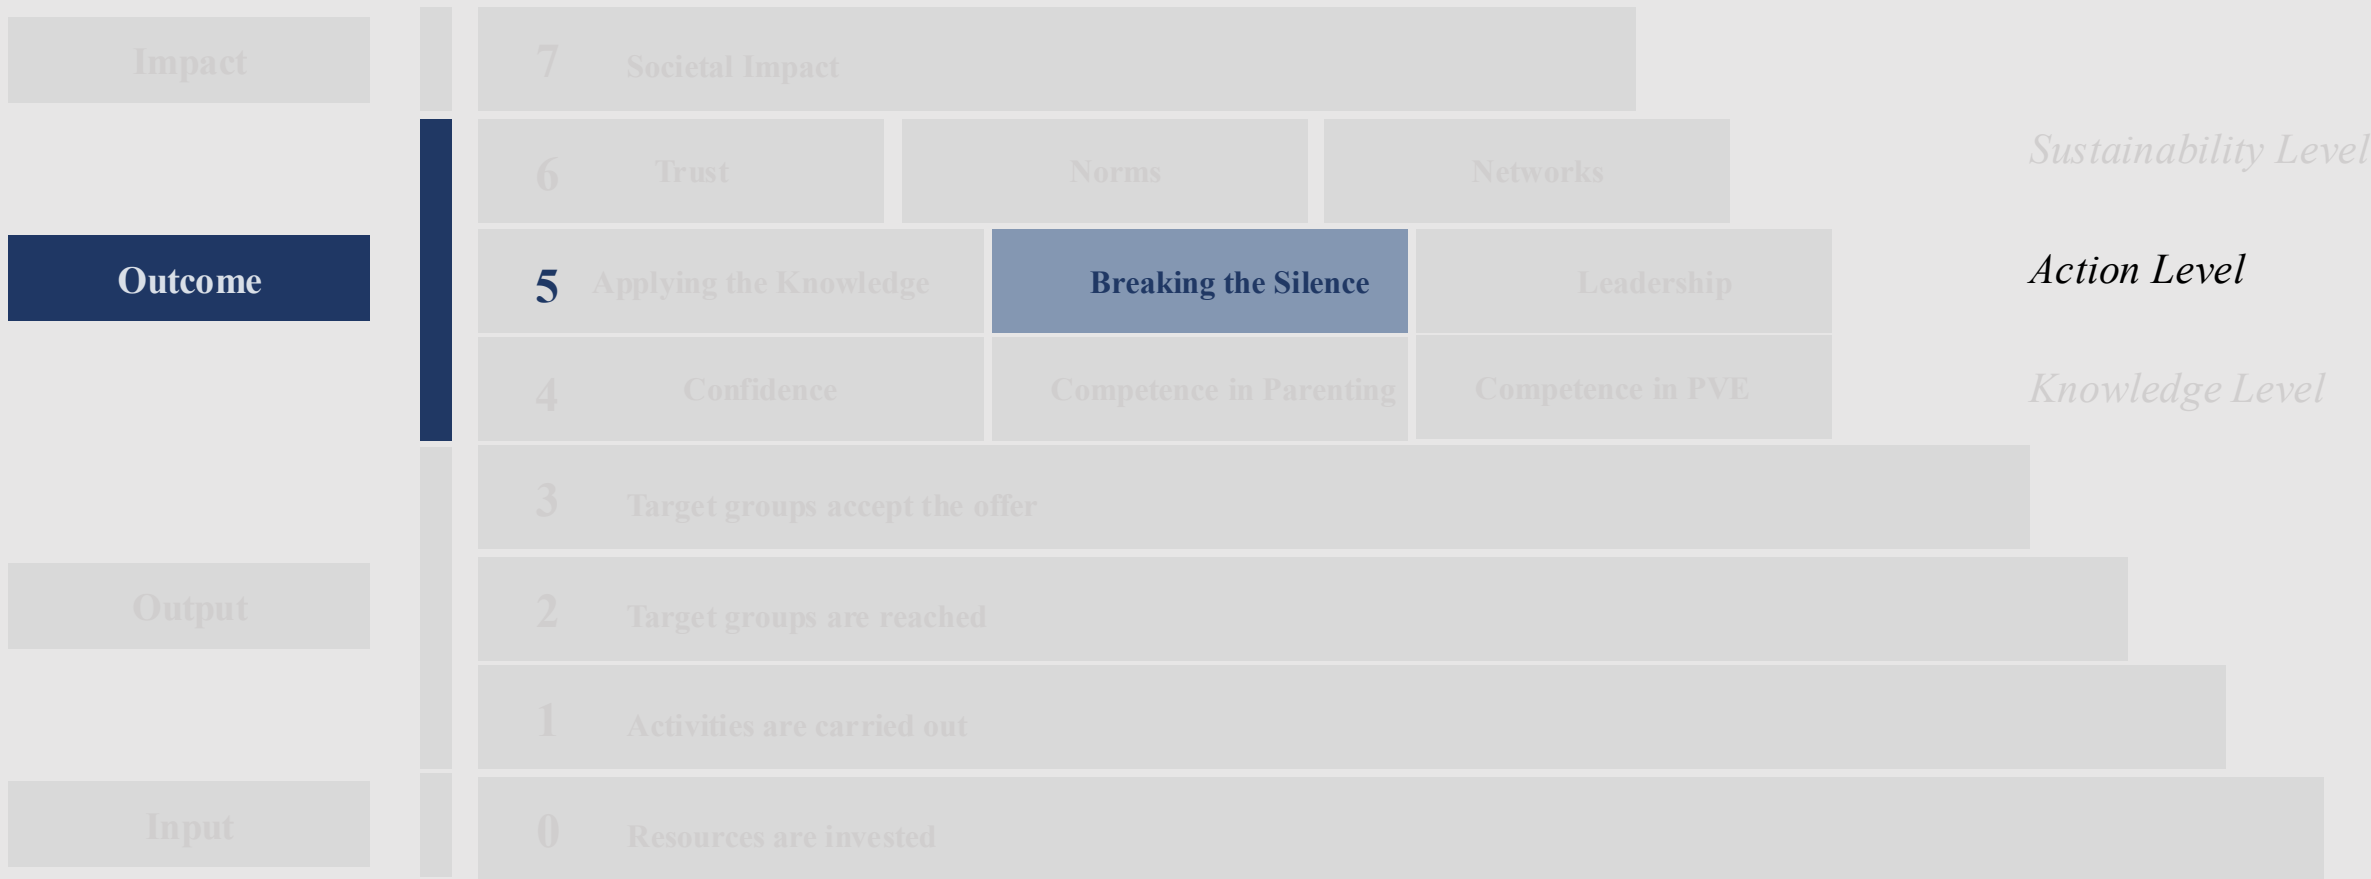 Impact
7 Societal Impact
6 Trust Norms Networks Sustainability Level
Outcome 5 Applying the Knowledge Breaking the Silence Leadership Action Level
4 Confidence Competence in Parenting Competence in PVE Knowledge Level
3 Target groups accept the offer
Output 2 Target groups are reached
1 Activities are carried out
Input 0 Resources are invested